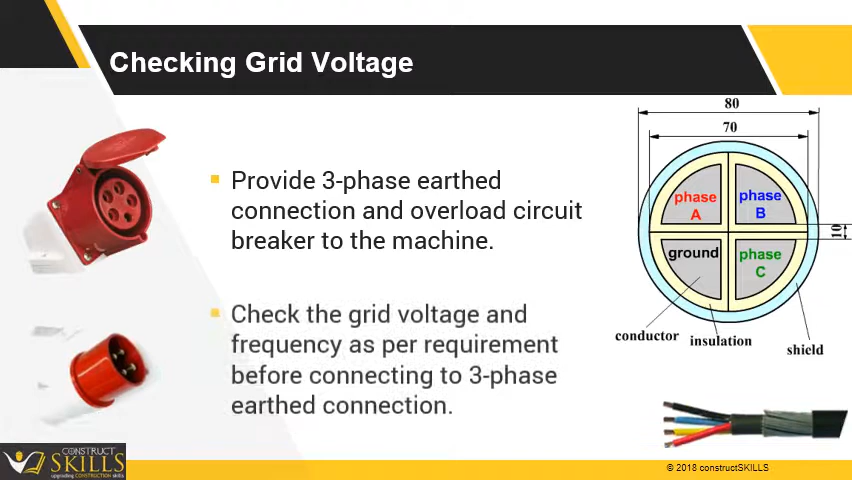 Checking Grid Voltage
Provide 3-phase earthed
connection and overload circuit
breaker to the machine.
Check the grid voltage and
frequency as per requirement
before connecting to 3-phase
earthed connection.
80
70
phase
A
phase
B
10
ground
phase
C
conductor
insulation
shield
CONSTRUCT
SKILLS
upgrading CONSTRUCTION skills
© 2018 constructSKILLS